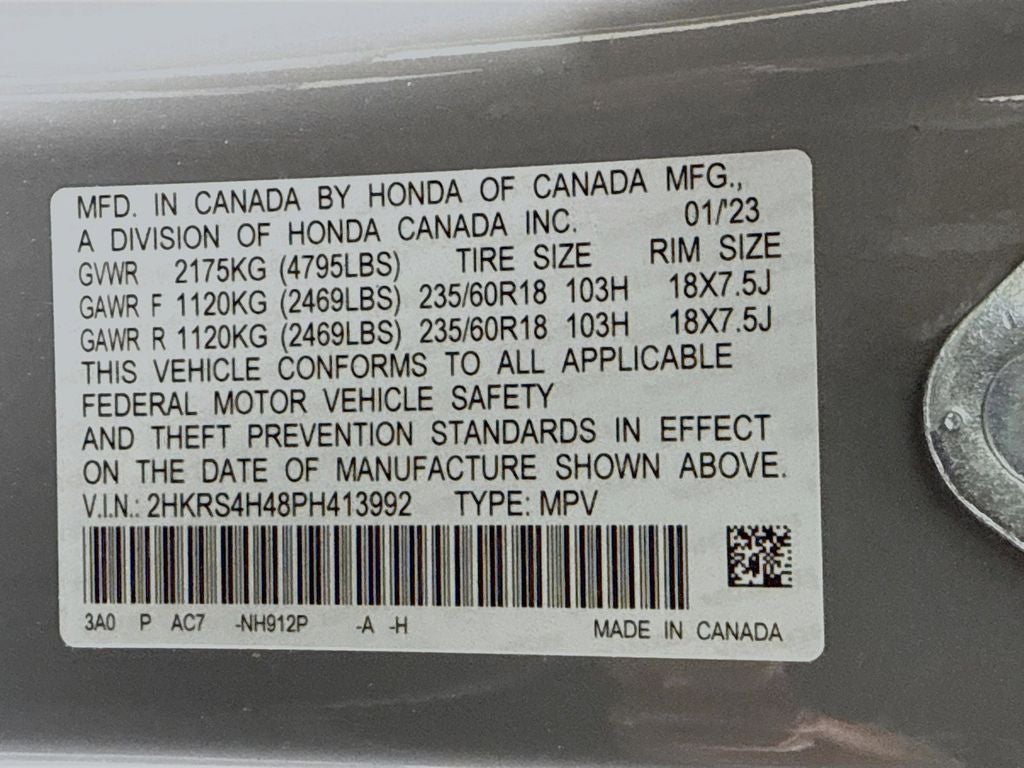 MFD. IN CANADA BY HONDA OF CANADA MFG.,
A DIVISION OF HONDA CANADA INC. 01/'23
GVWR 2175KG (4795LBS) TIRE SIZE RIM SIZE
GAWR F 1120KG (2469LBS) 235/60R18 103H 18X7.5J
GAWR R 1120KG (2469LBS) 235/60R18 103H 18X7.5J
THIS VEHICLE CONFORMS TO ALL APPLICABLE
FEDERAL MOTOR VEHICLE SAFETY
AND THEFT PREVENTION STANDARDS IN EFFECT
ON THE DATE OF MANUFACTURE SHOWN ABOVE.
V.I.N.: 2HKRS4H48PH413992 TYPE: MPV
3A0 P AC7 -NH912P -A -H MADE IN CANADA